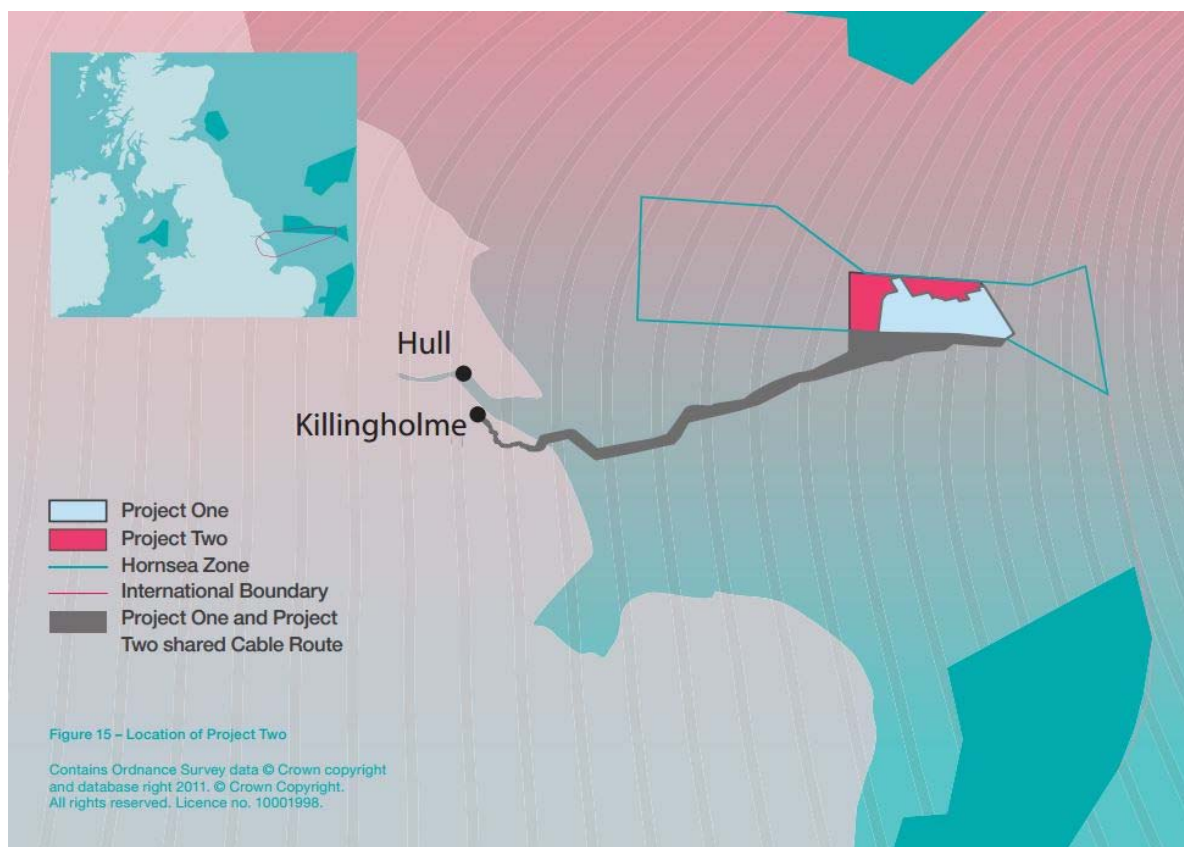 Hull
Killingholme
Project One
Project Two
Hornsea Zone
International Boundary
Project One and Project
Two shared Cable Route
Figure 15 – Location of Project Two
Contains Ordnance Survey data © Crown copyright
and database right 2011. © Crown Copyright.
All rights reserved. Licence no. 10001998.